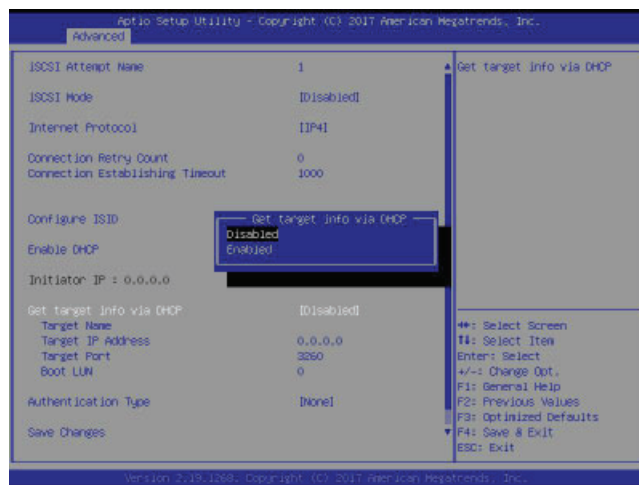 Aptio Setup Utility - Copyright (C) 2017 American Megatrends, Inc.
Advanced
iSCSI Attempt Name 1
iSCSI Mode [Disabled]
Internet Protocol [IP4]
Connection Retry Count 0
Connection Establishing Timeout 1000
Configure ISID
Enable DHCP
Initiator IP : 0.0.0.0
Get target info via DHCP [Disabled]
Target Name
Target IP Address 0.0.0.0
Target Port 3260
Boot LUN 0
Authentication Type [None]
Save Changes
Get target info via DHCP
Disabled
Enabled
Get target info via DHCP
: Select Screen
: Select Item
Enter: Select
+/-: Change Opt.
F1: General Help
F2: Previous Values
F3: Optimized Defaults
F4: Save & Exit
ESC: Exit
Version 2.19.1268. Copyright (C) 2017 American Megatrends, Inc.